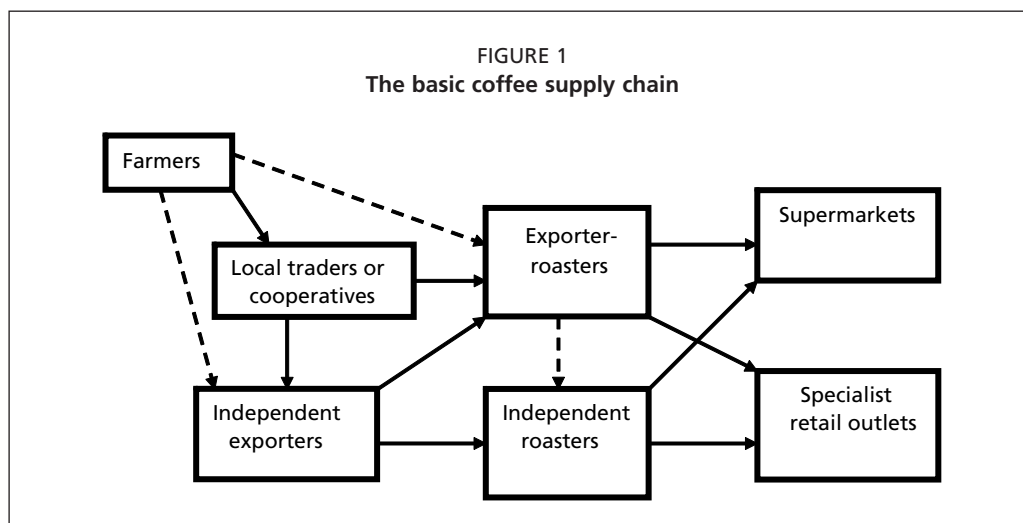 FIGURE 1
The basic coffee supply chain
Farmers
Local traders or
cooperatives
Exporter-
roasters
Supermarkets
Independent
exporters
Independent
roasters
Specialist
retail outlets